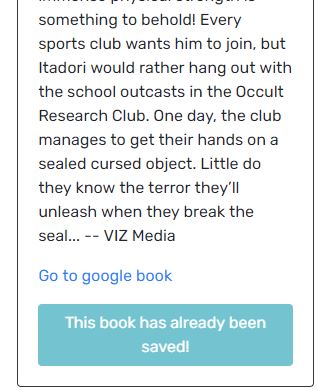 something to behold! Every
sports club wants him to join, but
Itadori would rather hang out with
the school outcasts in the Occult
Research Club. One day, the club
manages to get their hands on a
sealed cursed object. Little do
they know the terror they’ll
unleash when they break the
seal... -- VIZ Media
Go to google book
This book has already been
saved!